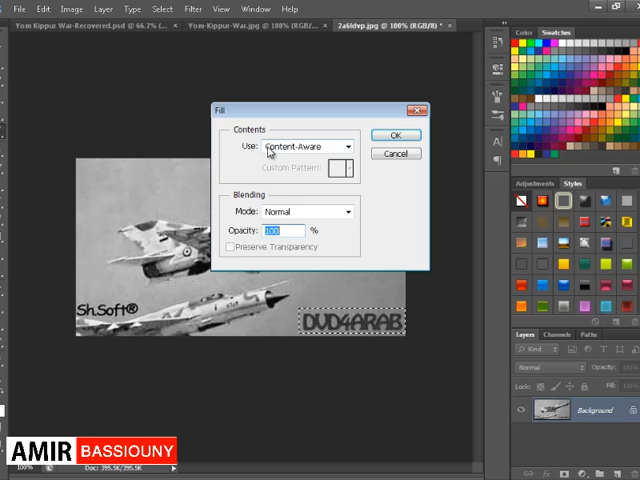 File Edit Image Layer Type Select Filter View Window Help
Yom Kippur War-Recovered.psd @ 66.7% (...
Yom-Kippur-War.jpg @ 100% (RGB/...
2a6ldvp.jpg @ 100% (RGB/8) *
Color Swatches
Fill
Contents
Use: Content-Aware
OK
Custom Pattern:
Cancel
Blending
Mode: Normal
Opacity: 100 %
Preserve Transparency
Adjustments Styles
Sh.Soft®
DVD4ARAB
Layers Channels Paths
Kind
Normal
Opacity: 100%
Lock:
Fill:
Background
AMIR BASSIOUNY
100%
Doc: 395.5K/395.5K